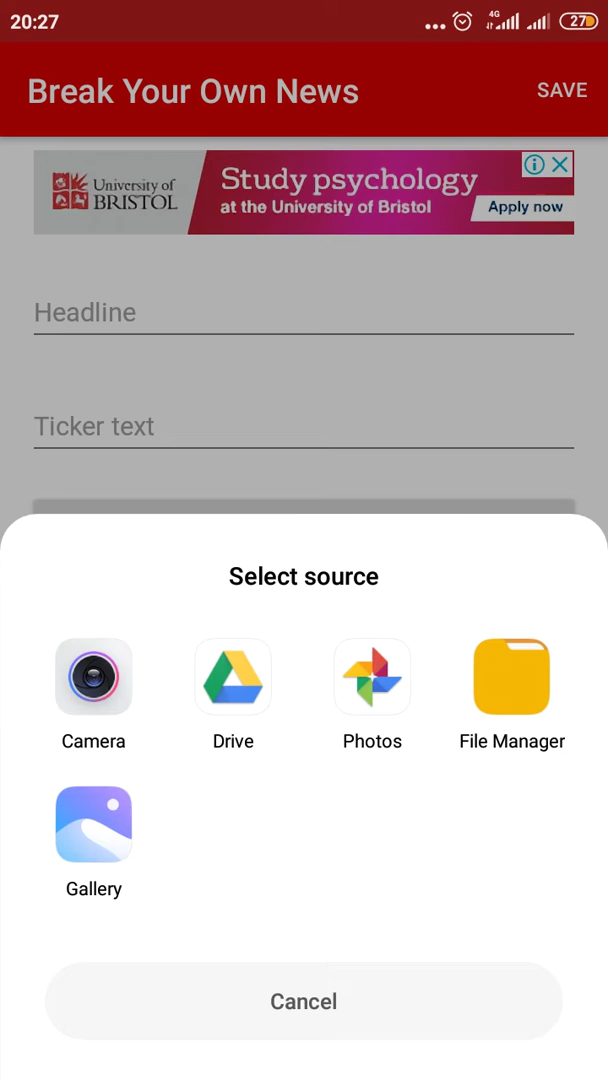 20:27
4G
27
Break Your Own News
SAVE
University of
BRISTOL
Study psychology
at the University of Bristol
Apply now
Headline
Ticker text
Select source
Camera
Drive
Photos
File Manager
Gallery
Cancel